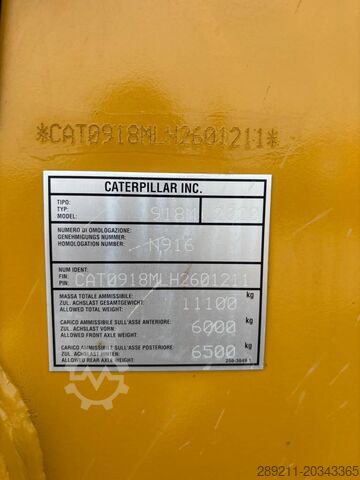 *CAT0918MLH2601211*
CATERPILLAR INC.
TIPO:
TYP:
MODEL:
918M
NUMERO DI OMOLOGAZIONE:
GENEHMIGUNGS NUMMER:
HOMOLOGATION NUMBER:
N916
NUM IDENT:
FIN:
PIN:
CAT0918MLH2601211
MASSA TOTALE AMMISSIBILE:
ZUL. ACHSLAST GESAMTGEWICHT:
ALLOWED TOTAL WEIGHT:
11100 kg
CARICO AMMISSIBILE SULL'ASSE ANTERIORE:
ZUL. ACHSLAST VORN:
ALLOWED FRONT AXLE WEIGHT:
6000 kg
CARICO AMMISSIBILE SULL'ASSE POSTERIORE:
ZUL. ACHSLAST HINTEN:
ALLOWED REAR AXLE WEIGHT:
6500 kg
289211-20343365